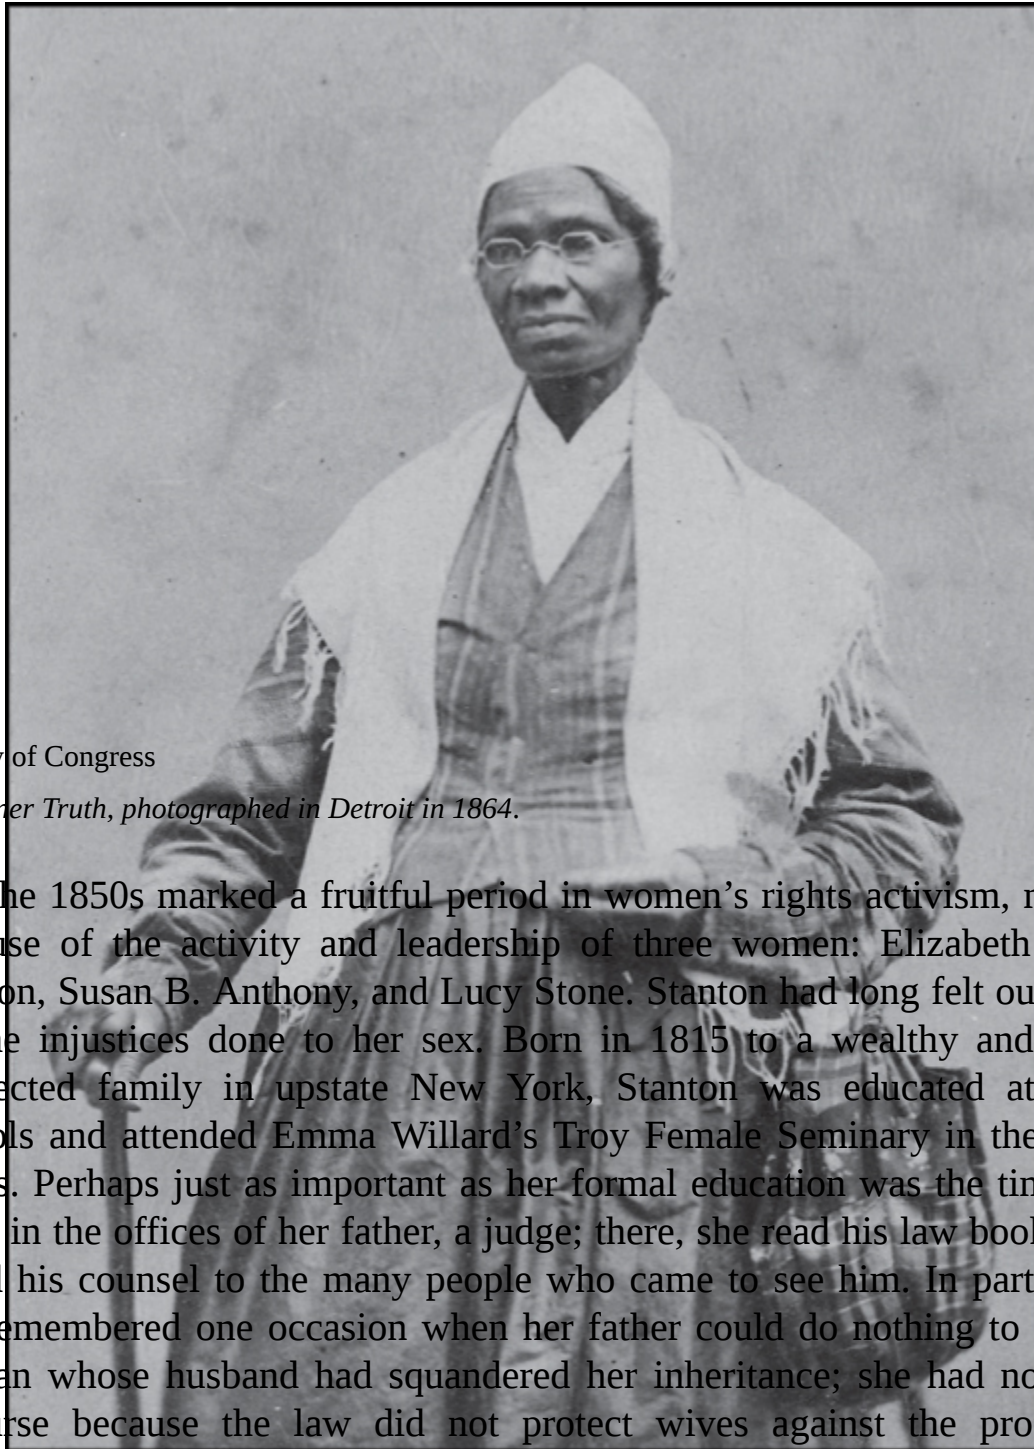 of Congress
Truth, photographed in Detroit in 1864.
he 1850s marked a fruitful period in women’s rights activism,
use of the activity and leadership of three women: Elizabeth
on, Susan B. Anthony, and Lucy Stone. Stanton had long felt ou
e injustices done to her sex. Born in 1815 to a wealthy and
ected family in upstate New York, Stanton was educated at
ols and attended Emma Willard’s Troy Female Seminary in the
s. Perhaps just as important as her formal education was the tin
in the offices of her father, a judge; there, she read his law boo
his counsel to the many people who came to see him. In part
emembered one occasion when her father could do nothing to
an whose husband had squandered her inheritance; she had no
rse because the law did not protect wives against the pro